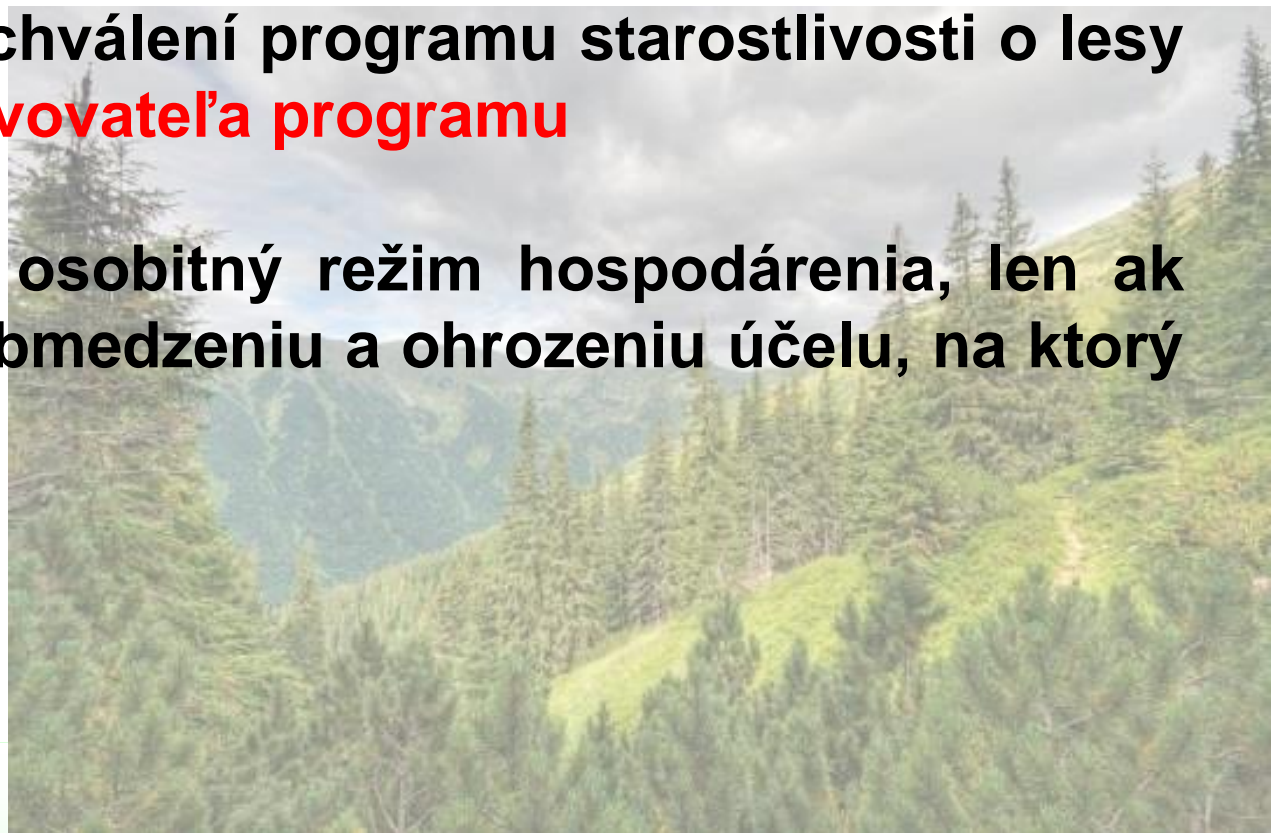 chválení programu starostlivosti o lesy
vovateľa programu
osobitný režim hospodárenia, len ak
bmedzeniu a ohrozeniu účelu, na ktorý